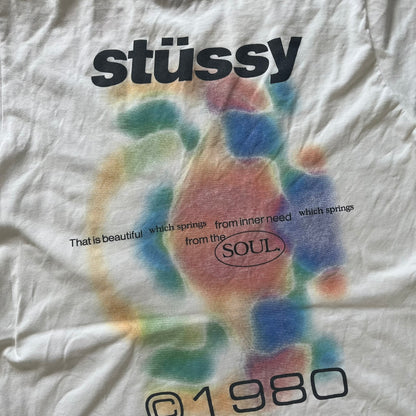 stüssy
That is beautiful which springs from inner need which springs
from the SOUL.
©1980